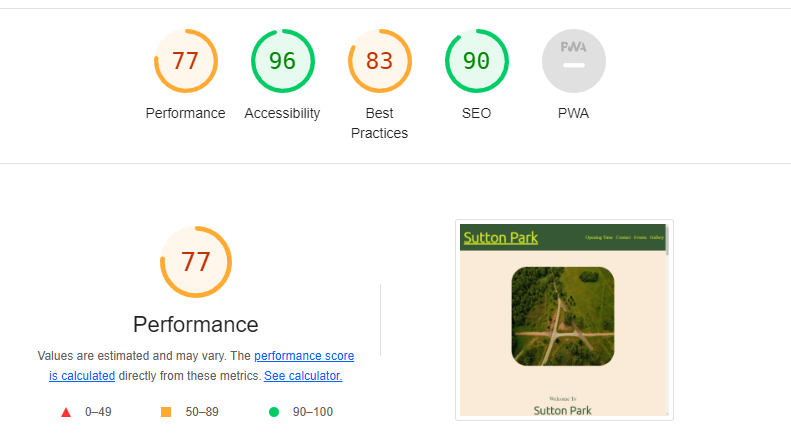 77 96 83 90 PWA
Performance Accessibility Best Practices SEO PWA
77
Performance
Values are estimated and may vary. The performance score
is calculated directly from these metrics. See calculator.
0–49 50–89 90–100
Sutton Park
Opening Time Contact Events Gallery
Welcome To
Sutton Park